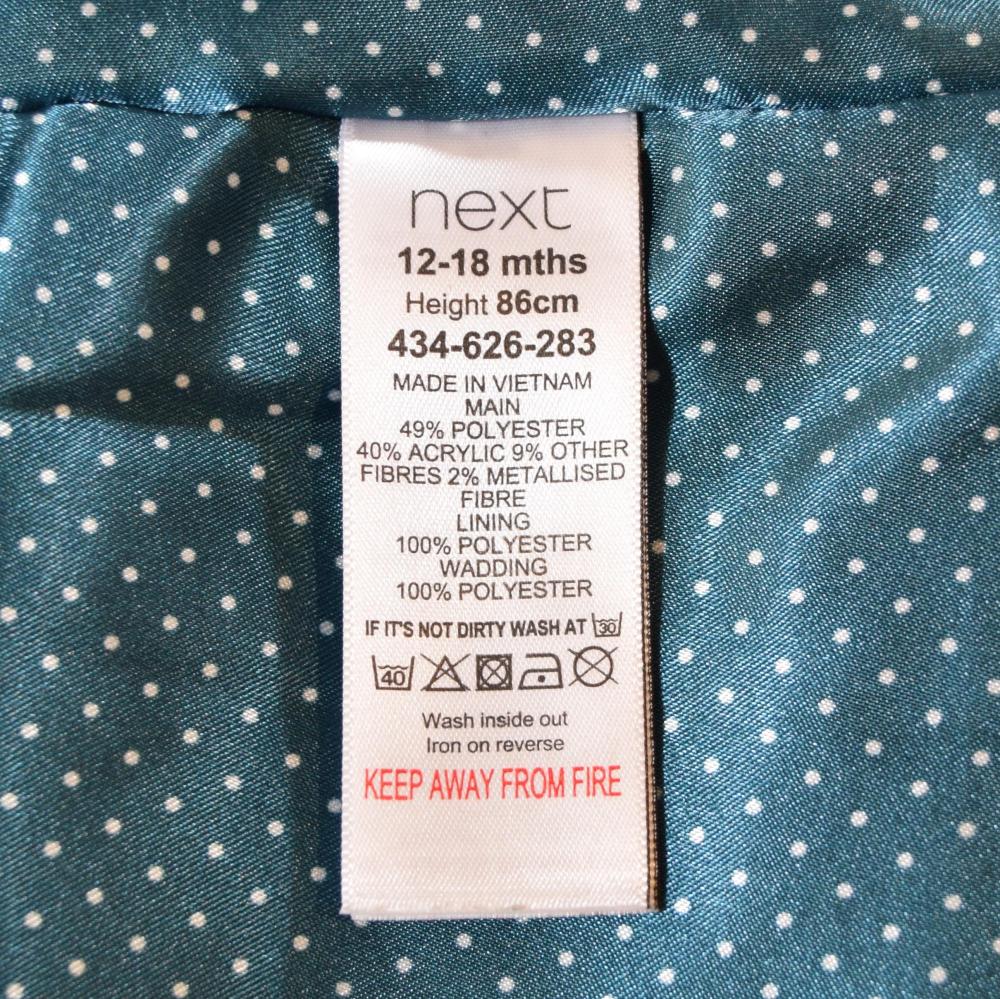 next
12-18 mths
Height 86cm
434-626-283
MADE IN VIETNAM
MAIN
49% POLYESTER
40% ACRYLIC 9% OTHER
FIBRES 2% METALLISED
FIBRE
LINING
100% POLYESTER
WADDING
100% POLYESTER
IF IT'S NOT DIRTY WASH AT 30
40
Wash inside out
Iron on reverse
KEEP AWAY FROM FIRE